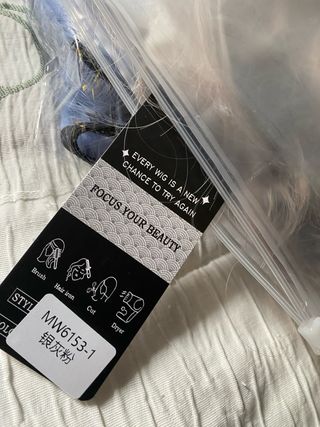 EVERY WIG IS A NEW
CHANCE TO TRY AGAIN
FOCUS YOUR BEAUTY
Brush
Hair iron
Cut
Dryer
MW6153-1
银灰粉